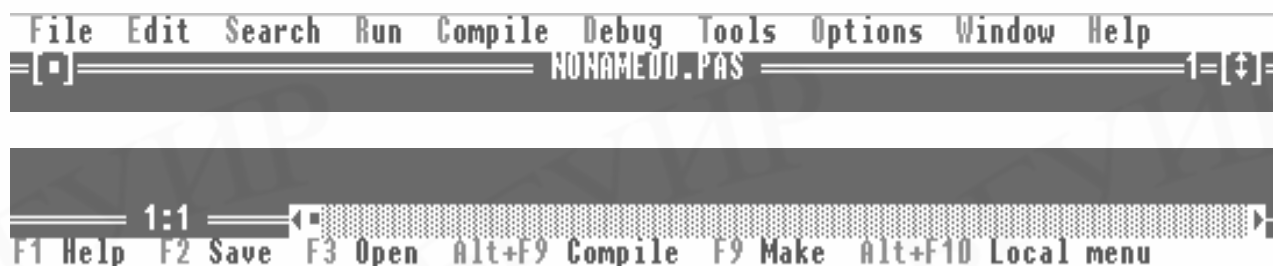 File Edit Search Run Compile Debug Tools Options Window Help
[▪] NONAME00.PAS 1=[↕]
1:1
F1 Help F2 Save F3 Open Alt+F9 Compile F9 Make Alt+F10 Local menu